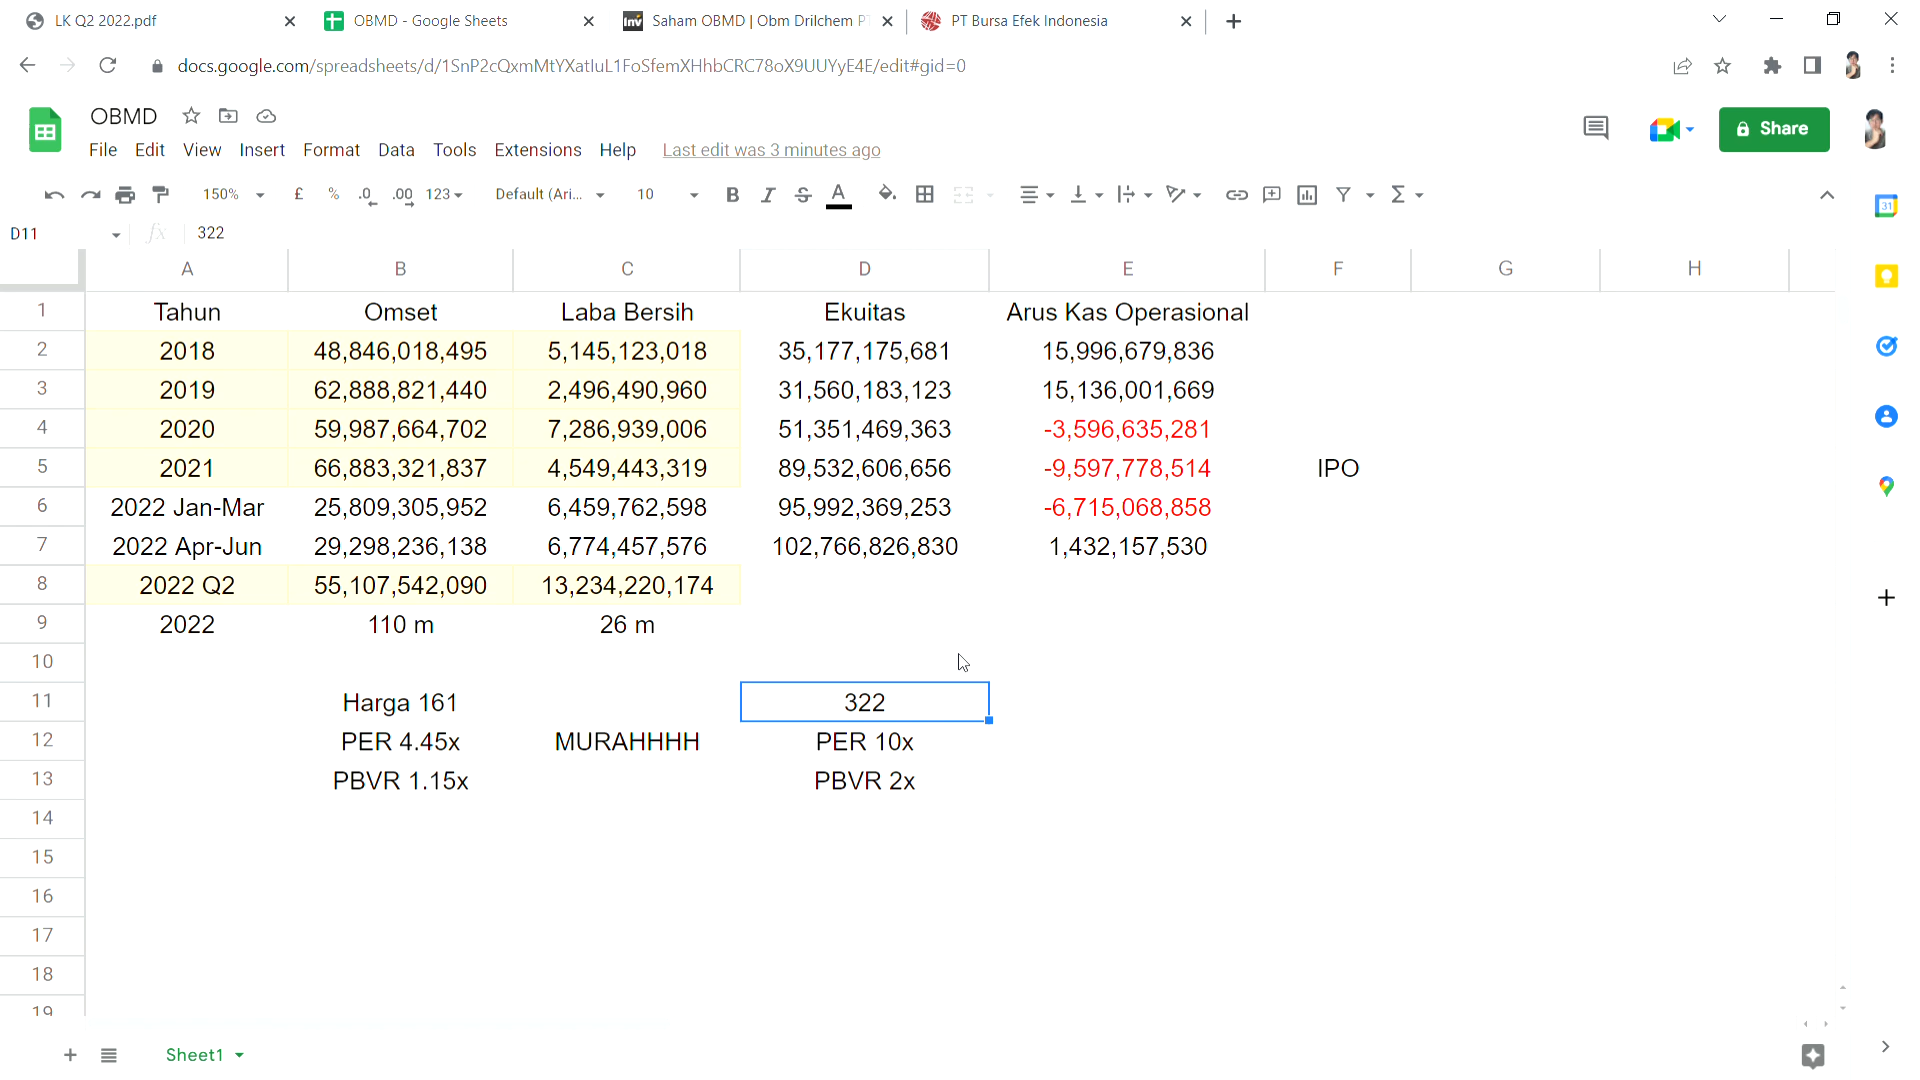 LK Q2 2022.pdf
OBMD - Google Sheets
Saham OBMD | Obm Drilchem PT
PT Bursa Efek Indonesia
docs.google.com/spreadsheets/d/1SnP2cQxmMtYXatIuL1FoSfemXHhbCRC78oX9UUYyE4E/edit#gid=0
OBMD
File Edit View Insert Format Data Tools Extensions Help Last edit was 3 minutes ago
Share
150% £ % .0 .00 123 Default (Ari... 10 B I S A Σ
31
D11 fx 322
A B C D E F G H
1 Tahun Omset Laba Bersih Ekuitas Arus Kas Operasional
2 2018 48,846,018,495 5,145,123,018 35,177,175,681 15,996,679,836
3 2019 62,888,821,440 2,496,490,960 31,560,183,123 15,136,001,669
4 2020 59,987,664,702 7,286,939,006 51,351,469,363 -3,596,635,281
5 2021 66,883,321,837 4,549,443,319 89,532,606,656 -9,597,778,514 IPO
6 2022 Jan-Mar 25,809,305,952 6,459,762,598 95,992,369,253 -6,715,068,858
7 2022 Apr-Jun 29,298,236,138 6,774,457,576 102,766,826,830 1,432,157,530
8 2022 Q2 55,107,542,090 13,234,220,174
9 2022 110 m 26 m
10
11 Harga 161 322
12 PER 4.45x MURAHHHH PER 10x
13 PBVR 1.15x PBVR 2x
14
15
16
17
18
19
Sheet1